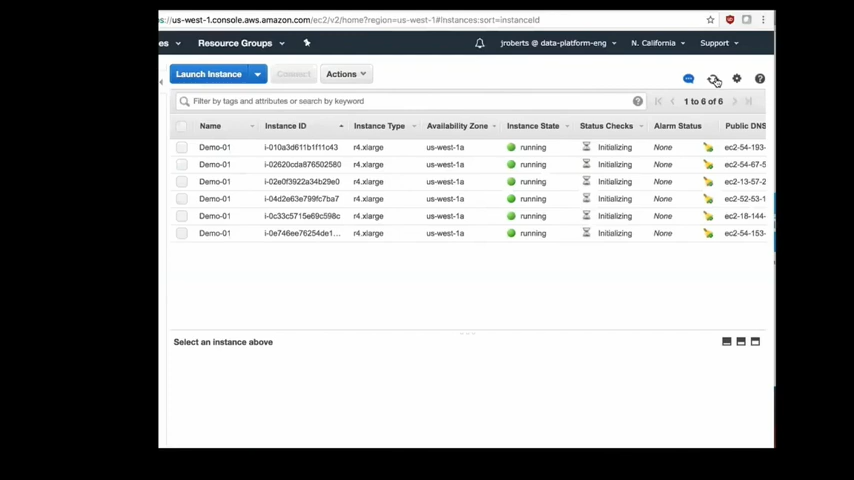 s://us-west-1.console.aws.amazon.com/ec2/v2/home?region=us-west-1#Instances:sort=instanceId
es Resource Groups jroberts @ data-platform-eng N. California Support
Launch Instance Connect Actions
Filter by tags and attributes or search by keyword 1 to 6 of 6
Name Instance ID Instance Type Availability Zone Instance State Status Checks Alarm Status Public DNS
Demo-01 i-010a3d611b1f11c43 r4.xlarge us-west-1a running Initializing None ec2-54-193-
Demo-01 i-02620cda876502580 r4.xlarge us-west-1a running Initializing None ec2-54-67-5
Demo-01 i-02e0f3922a34b29e0 r4.xlarge us-west-1a running Initializing None ec2-13-57-2
Demo-01 i-04d2e63e799fc7ba7 r4.xlarge us-west-1a running Initializing None ec2-52-53-1
Demo-01 i-0c33c5715e69c598c r4.xlarge us-west-1a running Initializing None ec2-18-144-
Demo-01 i-0e746ee76254de1... r4.xlarge us-west-1a running Initializing None ec2-54-153-
Select an instance above